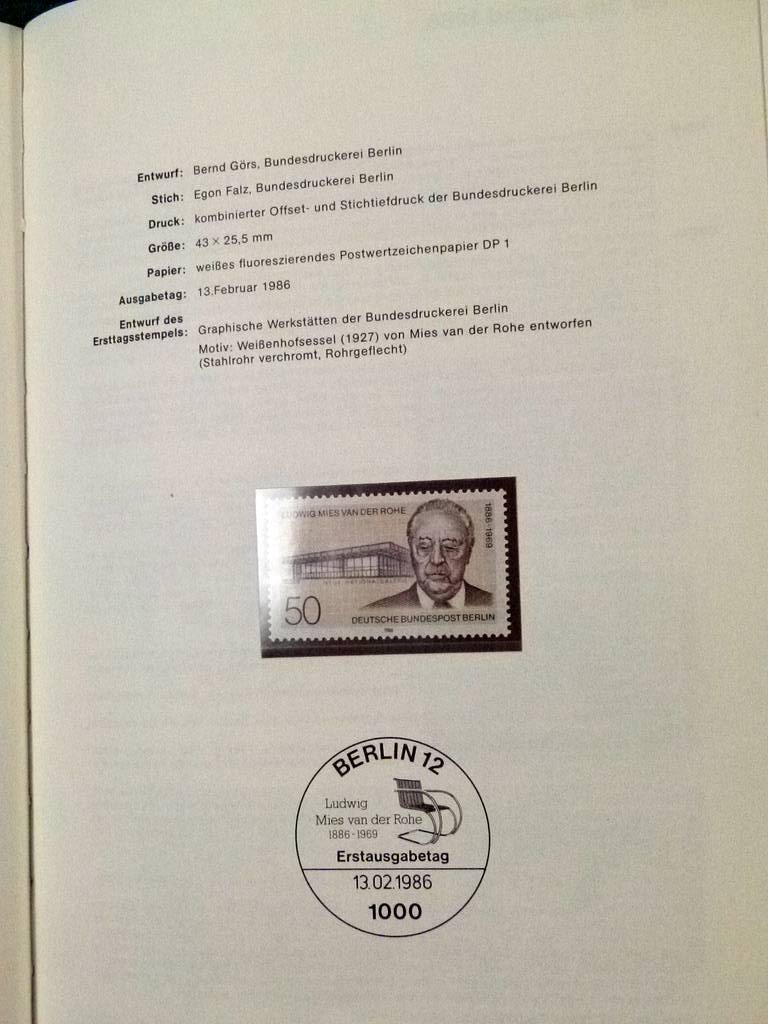 Entwurf: Bernd Görs, Bundesdruckerei Berlin
Stich: Egon Falz, Bundesdruckerei Berlin
Druck: kombinierter Offset- und Stichtiefdruck der Bundesdruckerei Berlin
Größe: 43 × 25,5 mm
Papier: weißes fluoreszierendes Postwertzeichenpapier DP 1
Ausgabetag: 13.Februar 1986
Entwurf des
Ersttagsstempels: Graphische Werkstätten der Bundesdruckerei Berlin
Motiv: Weißenhofsessel (1927) von Mies van der Rohe entworfen
(Stahlrohr verchromt, Rohrgeflecht)
LUDWIG MIES VAN DER ROHE
1886-1969
NEUE NATIONALGALERIE
50
DEUTSCHE BUNDESPOST BERLIN
1986
BERLIN 12
Ludwig
Mies van der Rohe
1886-1969
Erstausgabetag
13.02.1986
1000